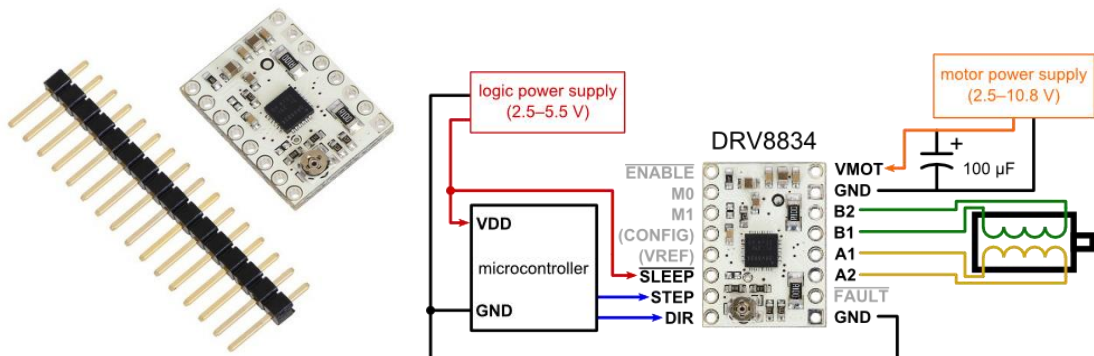 logic power supply
(2.5–5.5 V)
motor power supply
(2.5–10.8 V)
DRV8834
+
100 µF
ENABLE
M0
M1
(CONFIG)
(VREF)
SLEEP
STEP
DIR
VMOT
GND
B2
B1
A1
A2
FAULT
GND
VDD
microcontroller
GND